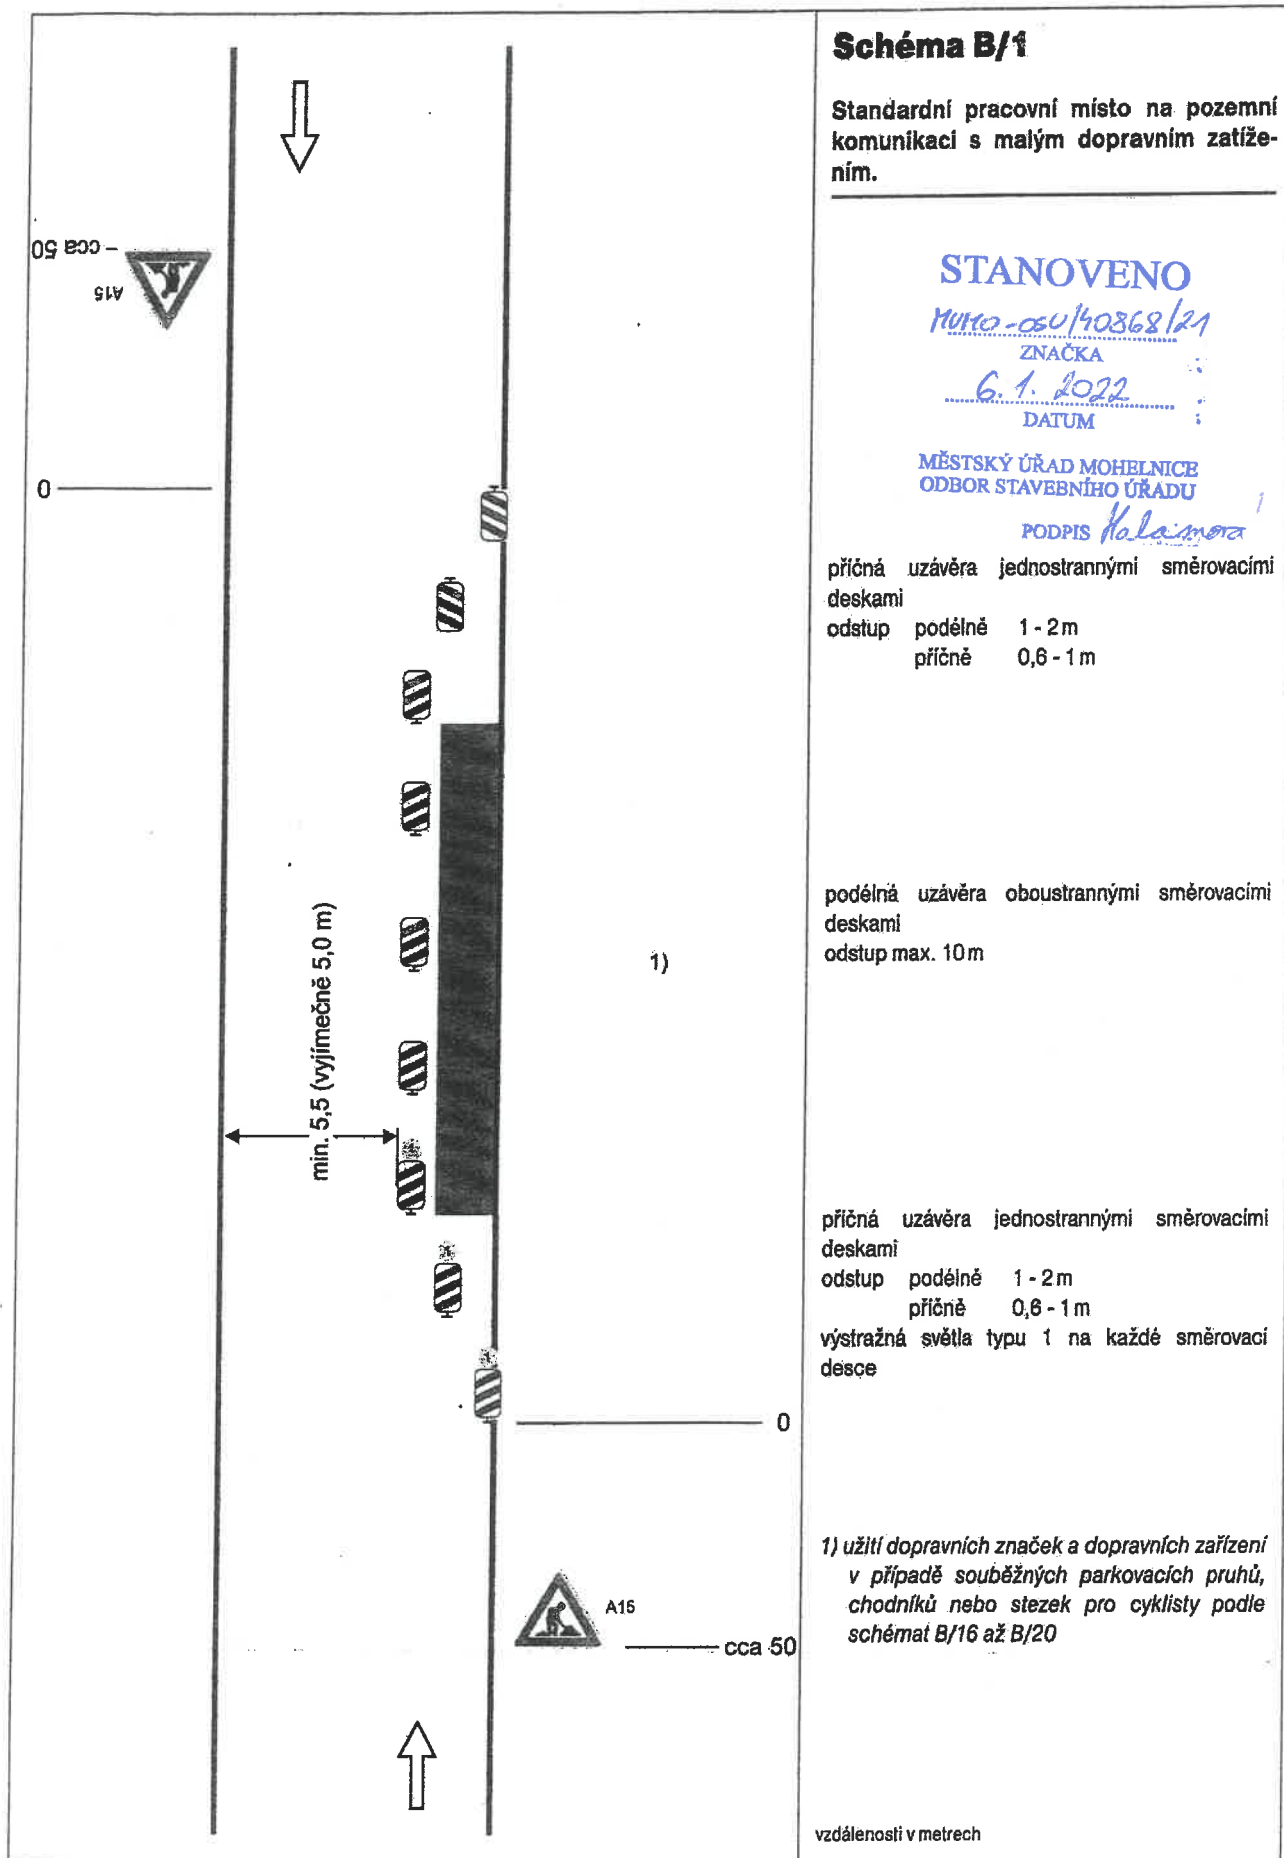 Schéma B/1
Standardní pracovní místo na pozemní
komunikaci s malým dopravním zatíže-
ním.
STANOVENO
MUMO-OSU/40868/21
ZNAČKA
6. 1. 2022
DATUM
MĚSTSKÝ ÚŘAD MOHELNICE
ODBOR STAVEBNÍHO ÚŘADU
PODPIS
cca 50
A15
0
příčná uzávěra jednostrannými směrovacími
deskami
odstup podélně 1 - 2 m
příčně 0,6 - 1 m
podélná uzávěra oboustrannými směrovacími
deskami
odstup max. 10 m
1)
min. 5,5 (vyjímečně 5,0 m)
příčná uzávěra jednostrannými směrovacími
deskami
odstup podélně 1 - 2 m
příčně 0,6 - 1 m
výstražná světla typu 1 na každé směrovací
desce
0
A15
cca 50
1) užití dopravních značek a dopravních zařízení
v případě souběžných parkovacích pruhů,
chodníků nebo stezek pro cyklisty podle
schémat B/16 až B/20
vzdálenosti v metrech